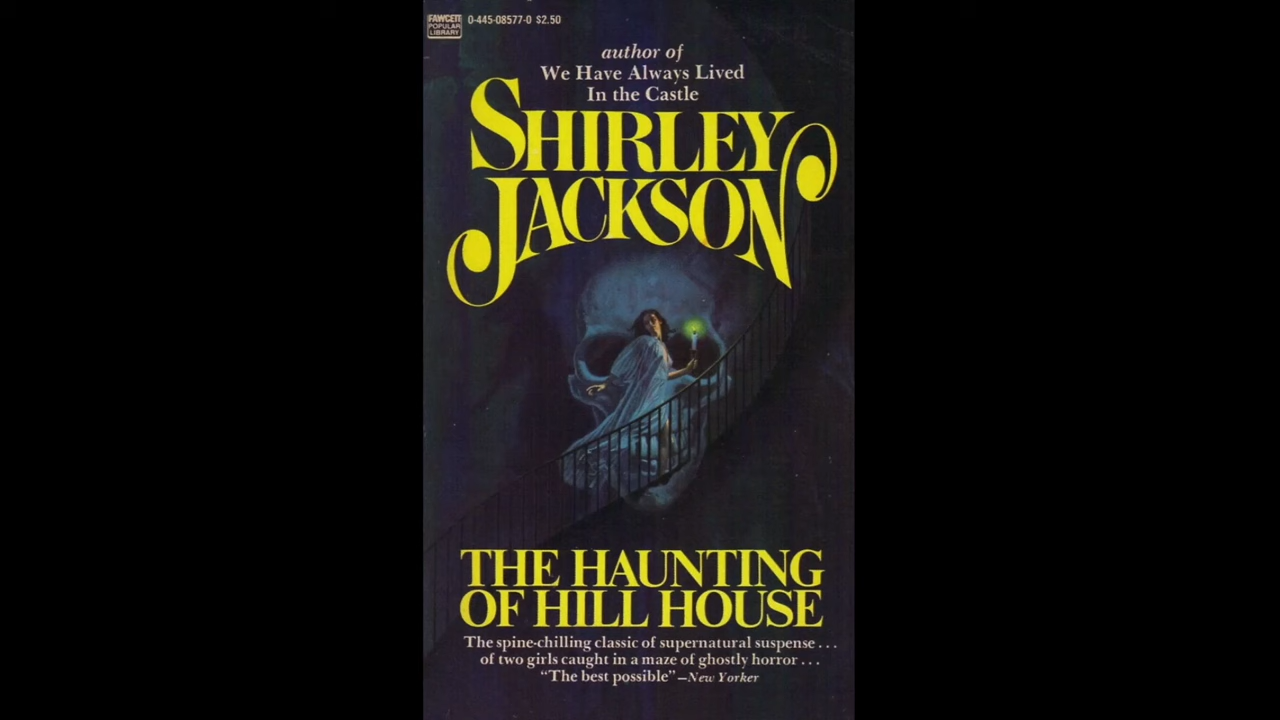 FAWCETT
POPULAR
LIBRARY
0-445-08577-0 $2.50
author of
We Have Always Lived
In the Castle
SHIRLEY
JACKSON
THE HAUNTING
OF HILL HOUSE
The spine-chilling classic of supernatural suspense . . .
of two girls caught in a maze of ghostly horror . . .
“The best possible” –New Yorker